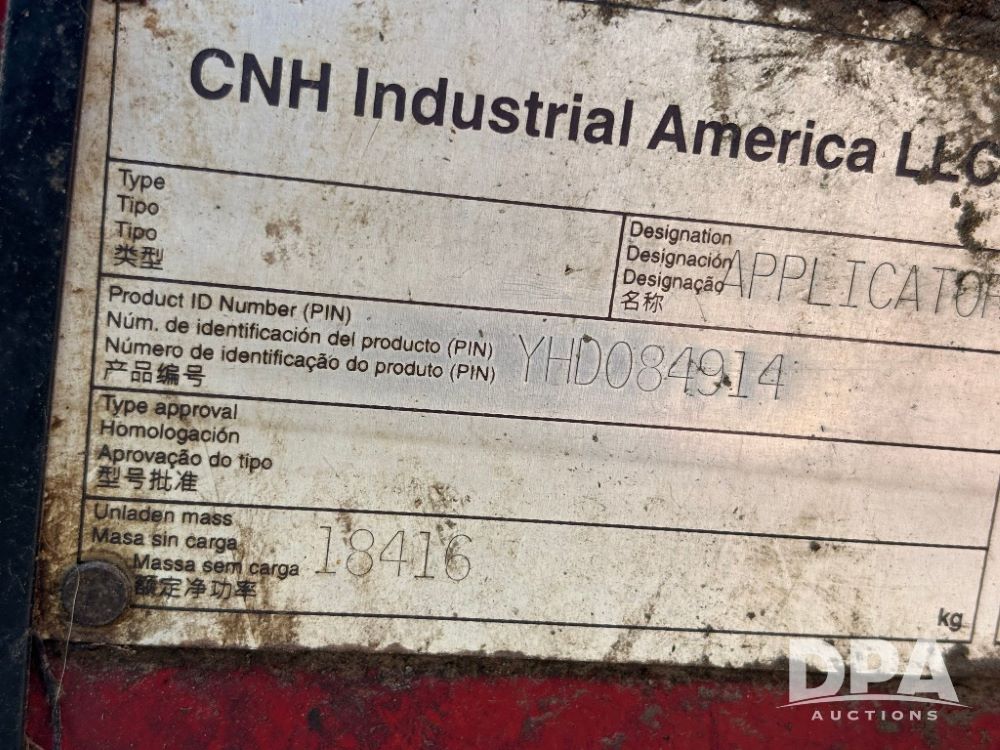 CNH Industrial America LLC
Type
Tipo
Tipo
类型
Designation
Designación
Designação
名称
APPLICATOR
Product ID Number (PIN)
Núm. de identificación del producto (PIN)
Número de identificação do produto (PIN)
产品编号
YHD084914
Type approval
Homologación
Aprovação do tipo
型号批准
Unladen mass
Masa sin carga
Massa sem carga
额定净功率
18416
kg
DPA
AUCTIONS